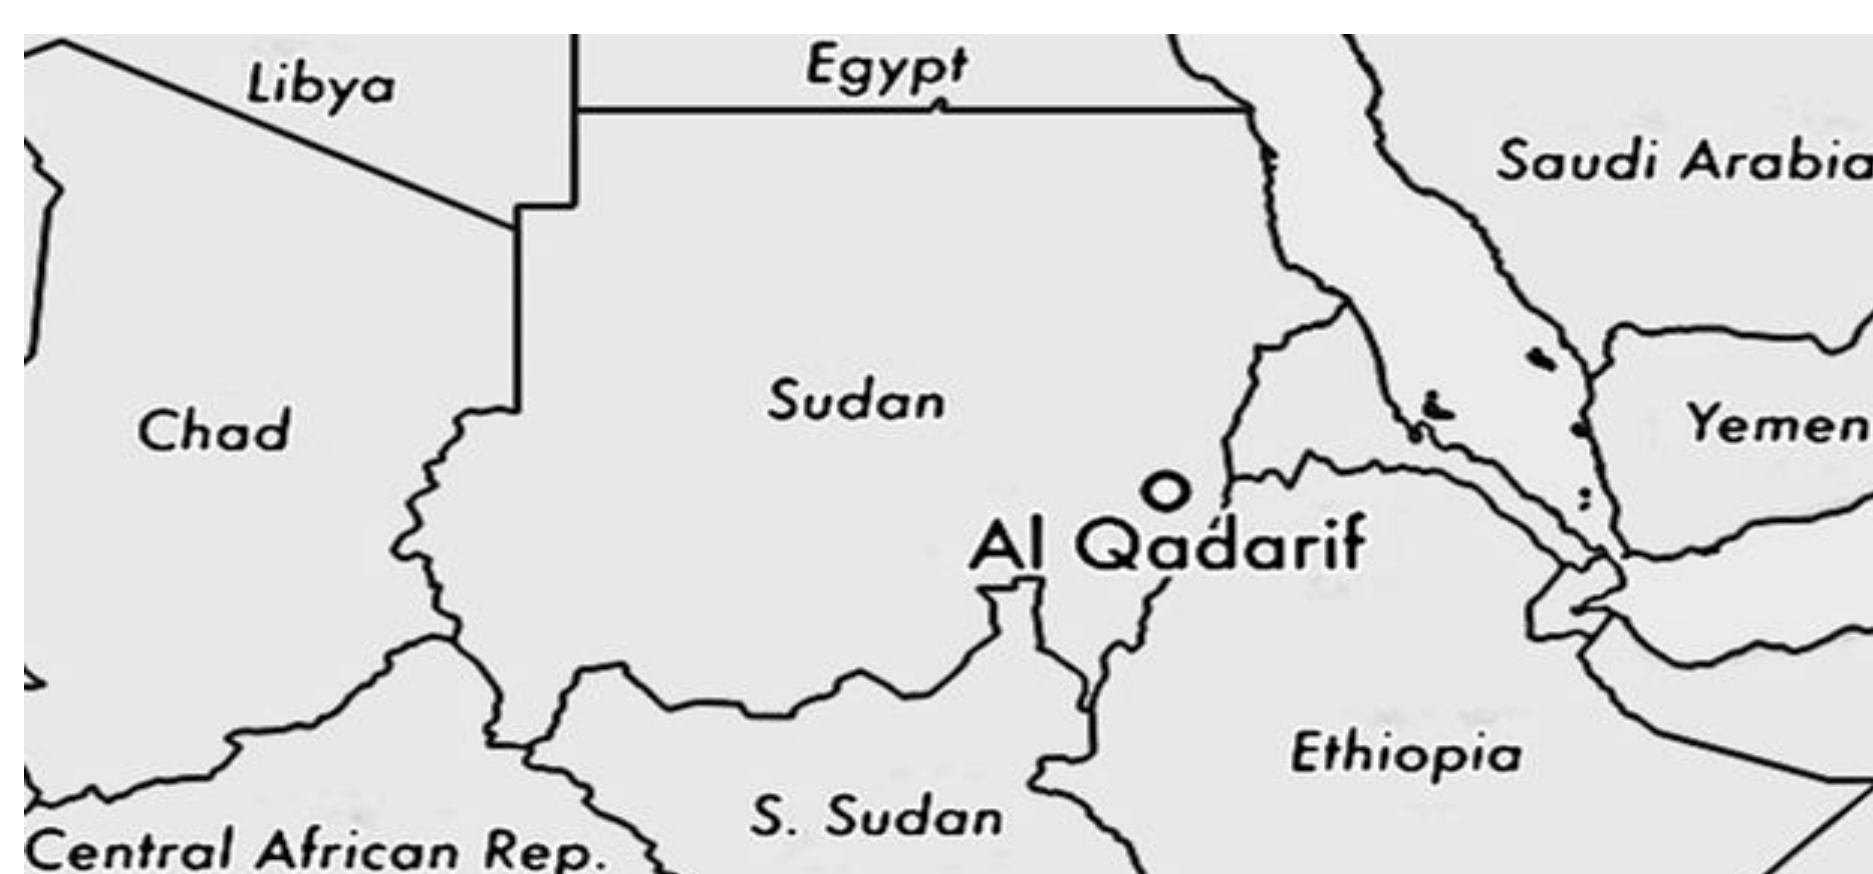 Libya
Egypt
Saudi Arabia
Chad
Sudan
Yemen
Al Qadarif
Ethiopia
S. Sudan
Central African Rep.